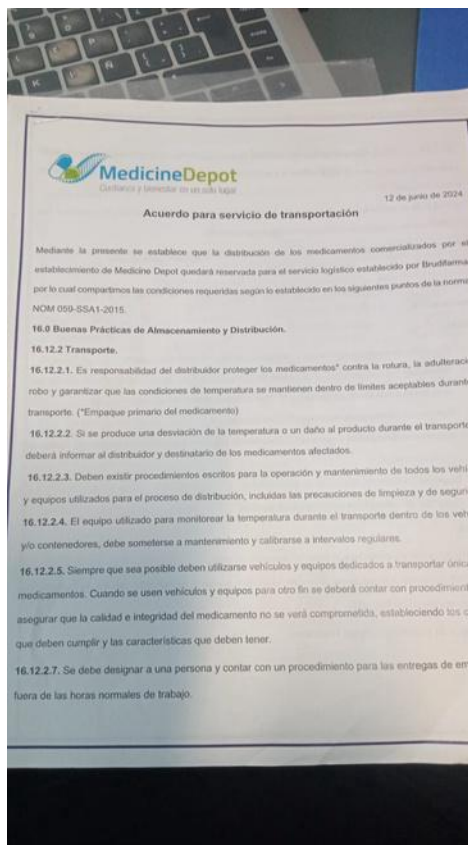 MedicineDepot
Confianza y bienestar en un solo lugar
12 de junio de 2024
Acuerdo para servicio de transportación
Mediante la presente se establece que la distribución de los medicamentos comercializados por el
establecimiento de Medicine Depot quedará reservada para el servicio logístico establecido por Brudifarma
por lo cual compartimos las condiciones requeridas según lo establecido en los siguientes puntos de la norma
NOM 059-SSA1-2015.
16.0 Buenas Prácticas de Almacenamiento y Distribución.
16.12.2 Transporte.
16.12.2.1. Es responsabilidad del distribuidor proteger los medicamentos* contra la rotura, la adulterac
robo y garantizar que las condiciones de temperatura se mantienen dentro de límites aceptables durante
transporte. (*Empaque primario del medicamento)
16.12.2.2. Si se produce una desviación de la temperatura o un daño al producto durante el transporte
deberá informar al distribuidor y destinatario de los medicamentos afectados.
16.12.2.3. Deben existir procedimientos escritos para la operación y mantenimiento de todos los vehí
y equipos utilizados para el proceso de distribución, incluidas las precauciones de limpieza y de segur
16.12.2.4. El equipo utilizado para monitorear la temperatura durante el transporte dentro de los veh
y/o contenedores, debe someterse a mantenimiento y calibrarse a intervalos regulares.
16.12.2.5. Siempre que sea posible deben utilizarse vehículos y equipos dedicados a transportar únic
medicamentos. Cuando se usen vehículos y equipos para otro fin se deberá contar con procedimient
asegurar que la calidad e integridad del medicamento no se verá comprometida, estableciendo los c
que deben cumplir y las características que deben tener.
16.12.2.7. Se debe designar a una persona y contar con un procedimiento para las entregas de em
fuera de las horas normales de trabajo.